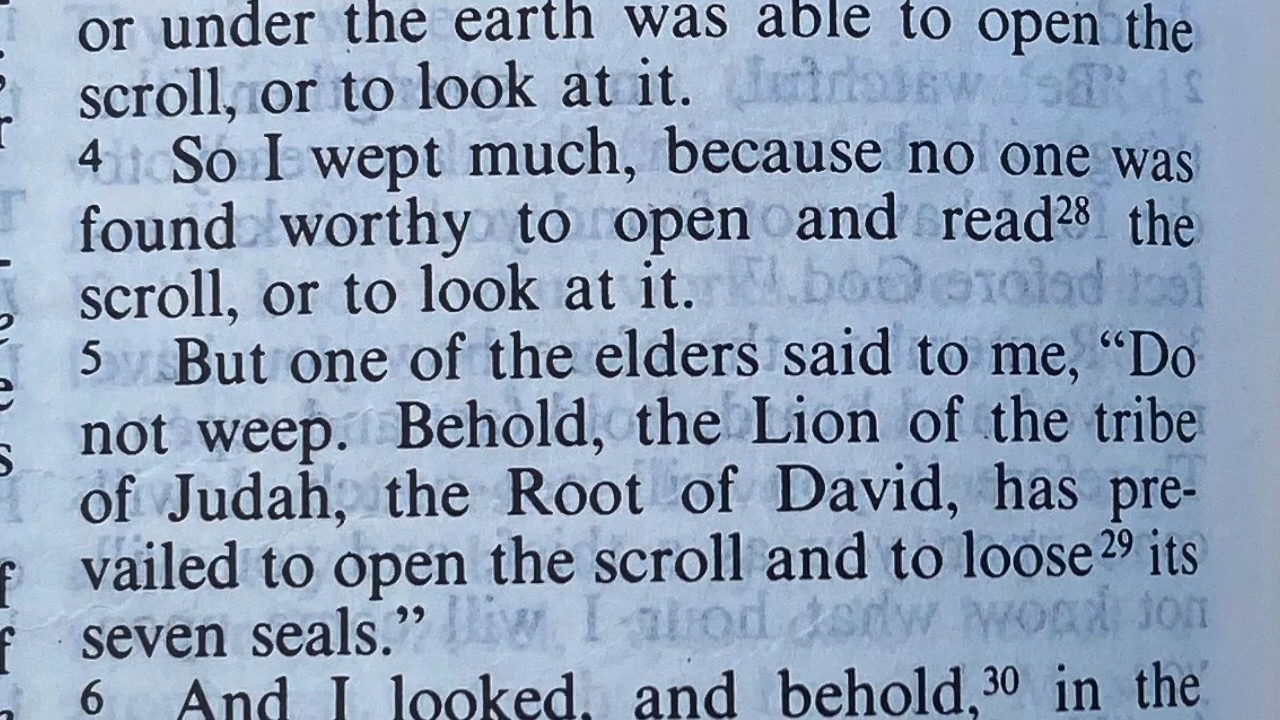 or under the earth was able to open the
scroll, or to look at it.
4 So I wept much, because no one was
found worthy to open and read28 the
scroll, or to look at it.
5 But one of the elders said to me, “Do
not weep. Behold, the Lion of the tribe
of Judah, the Root of David, has pre-
vailed to open the scroll and to loose29 its
seven seals.”
6 And I looked, and behold,30 in the